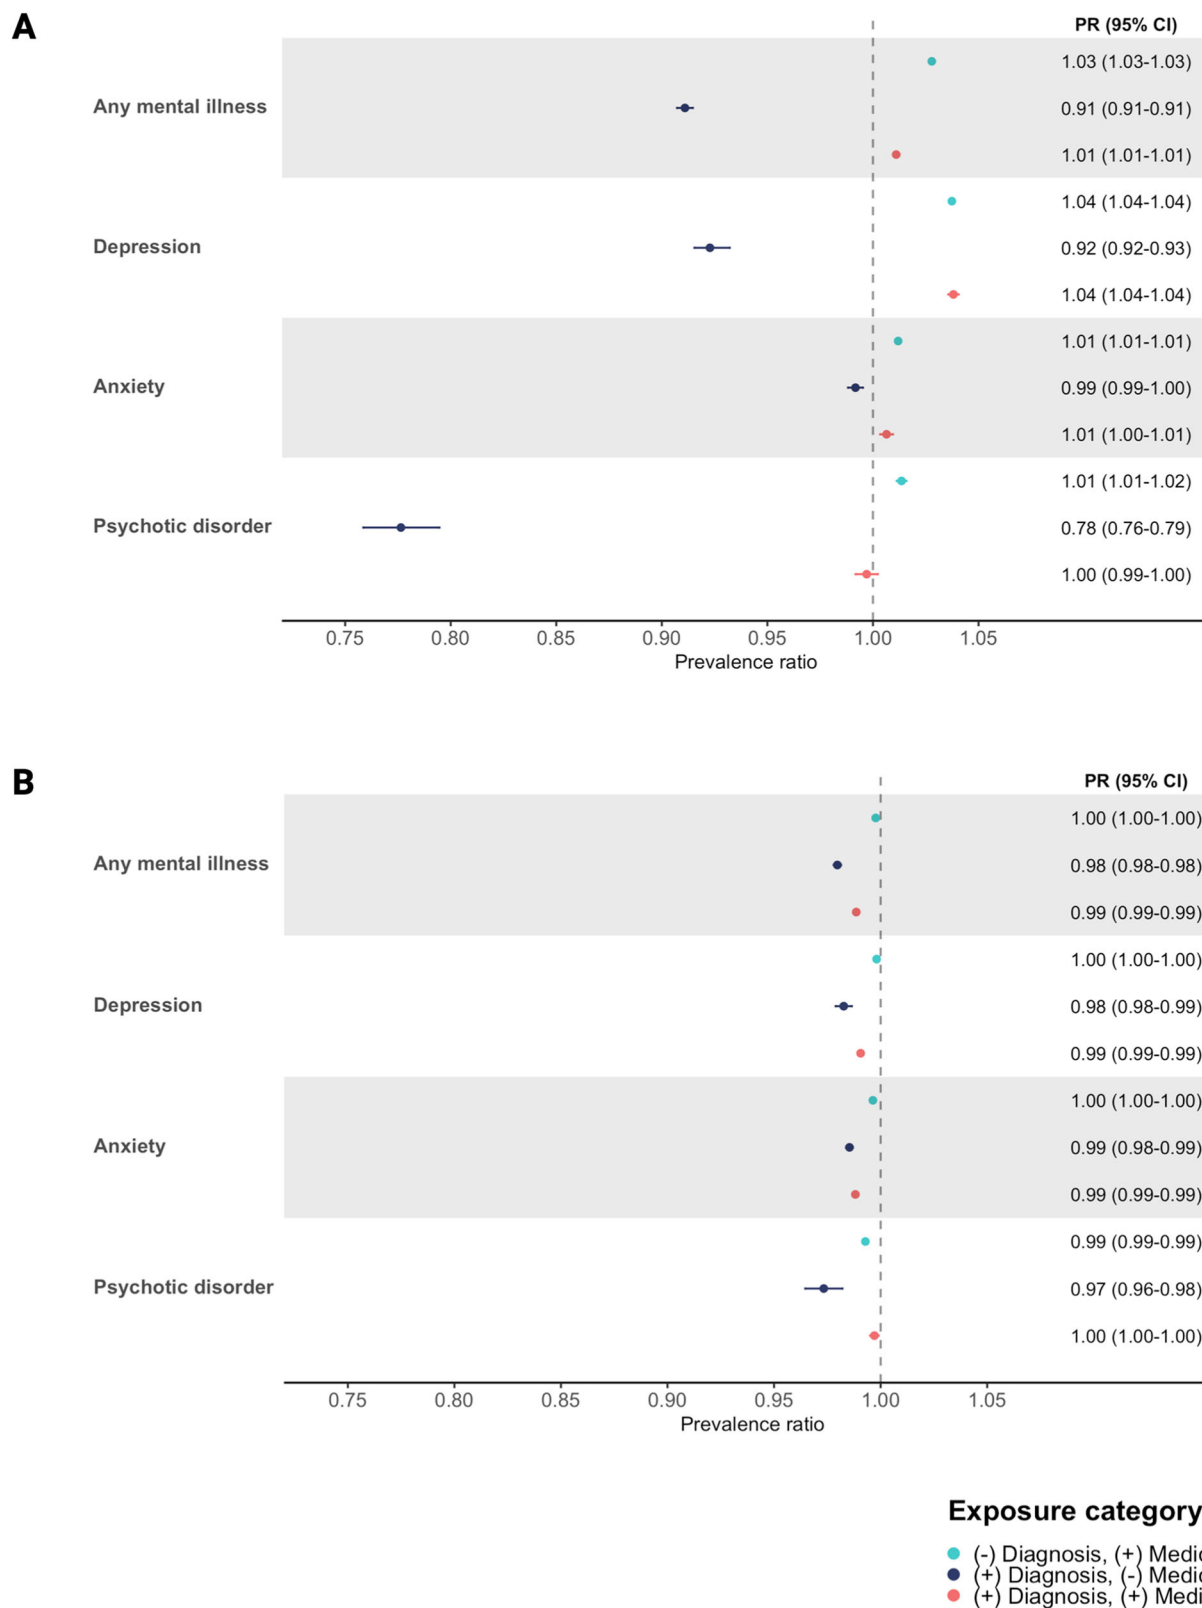 A
PR (95% CI)
1.03 (1.03-1.03)
Any mental illness 0.91 (0.91-0.91)
1.01 (1.01-1.01)
1.04 (1.04-1.04)
Depression 0.92 (0.92-0.93)
1.04 (1.04-1.04)
1.01 (1.01-1.01)
Anxiety 0.99 (0.99-1.00)
1.01 (1.00-1.01)
1.01 (1.01-1.02)
Psychotic disorder 0.78 (0.76-0.79)
1.00 (0.99-1.00)
0.75 0.80 0.85 0.90 0.95 1.00 1.05
Prevalence ratio
B
PR (95% CI)
1.00 (1.00-1.00)
Any mental illness 0.98 (0.98-0.98)
0.99 (0.99-0.99)
1.00 (1.00-1.00)
Depression 0.98 (0.98-0.99)
0.99 (0.99-0.99)
1.00 (1.00-1.00)
Anxiety 0.99 (0.98-0.99)
0.99 (0.99-0.99)
0.99 (0.99-0.99)
Psychotic disorder 0.97 (0.96-0.98)
1.00 (1.00-1.00)
0.75 0.80 0.85 0.90 0.95 1.00 1.05
Prevalence ratio
Exposure category
(-) Diagnosis, (+)
(+) Diagnosis, (-)
(+) Diagnosis, (+)